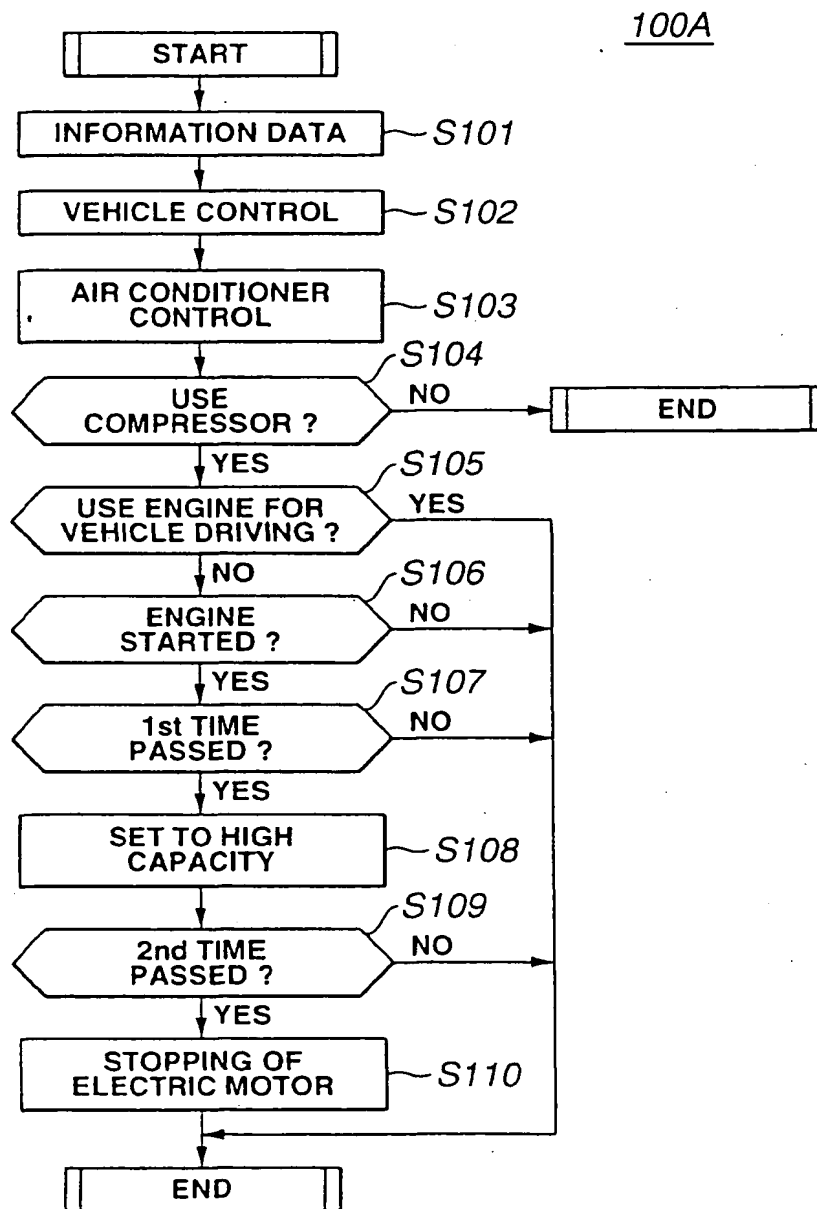 100A
START
INFORMATION DATA
S101
VEHICLE CONTROL
S102
AIR CONDITIONER
CONTROL
S103
S104
USE
COMPRESSOR ?
NO
END
YES
S105
USE ENGINE FOR
VEHICLE DRIVING ?
YES
NO
S106
ENGINE
STARTED ?
NO
YES
S107
1st TIME
PASSED ?
NO
YES
SET TO HIGH
CAPACITY
S108
S109
2nd TIME
PASSED ?
NO
YES
STOPPING OF
ELECTRIC MOTOR
S110
END